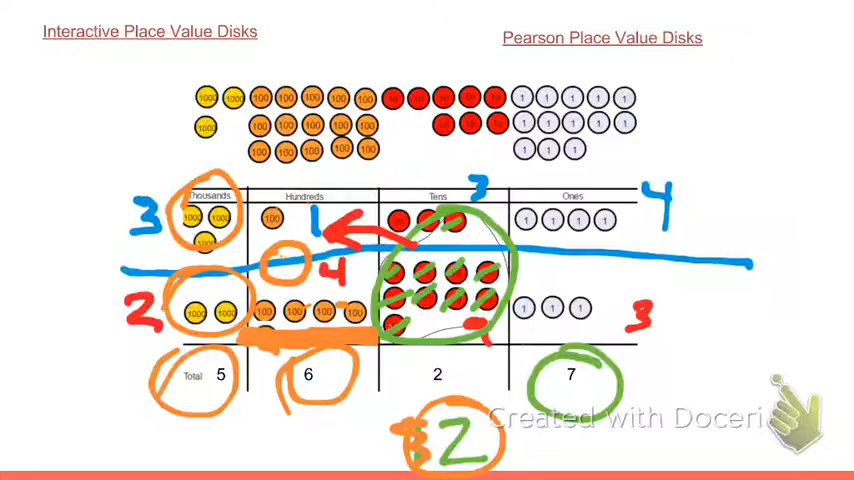 Interactive Place Value Disks
Pearson Place Value Disks
1000 1000 100 100 100 100 100 10 10 10 10 10 1 1 1 1 1
1000 100 100 100 100 100 10 10 10 1 1 1 1 1
100 100 100 100 100 1 1 1
Thousands Hundreds Tens Ones
3 1 3 4
1000 1000 100 10 10 10 1 1 1 1
1000
2 4 3
1000 1000 100 100 100 100 1 1 1
Total: 5 6 2 7
2
Created with Doceri